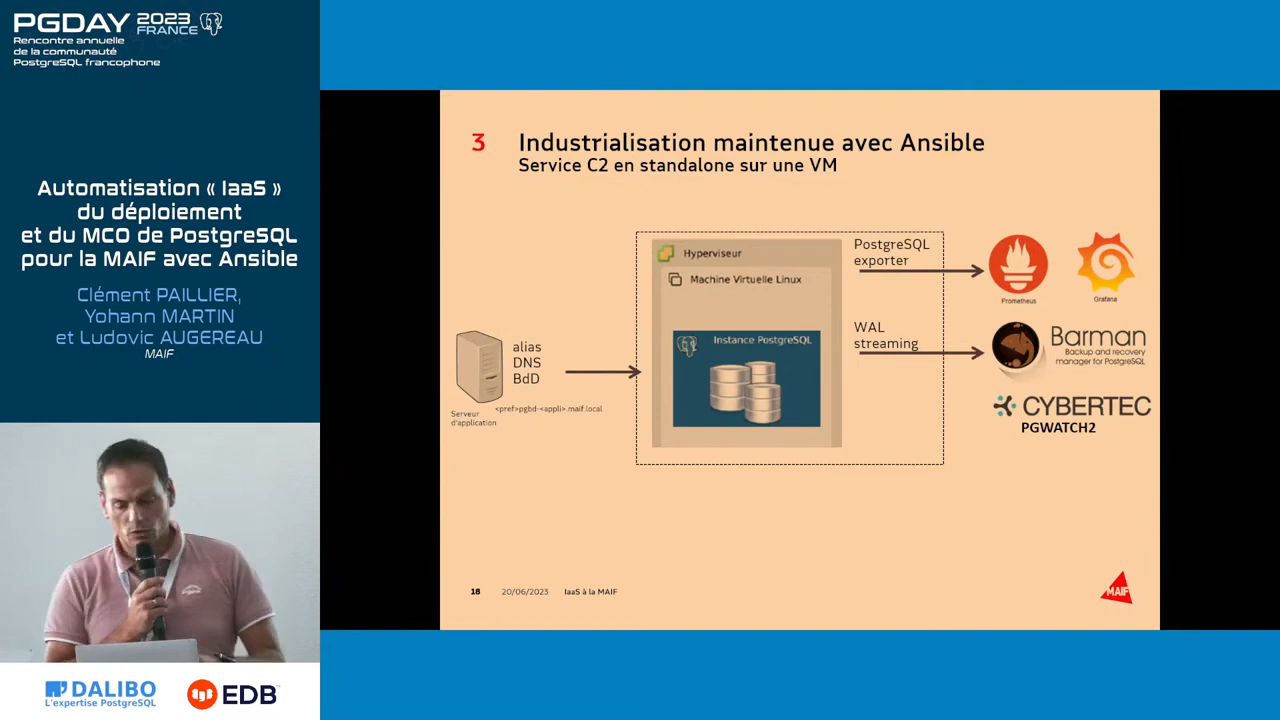 PGDAY 2023 FRANCE
Rencontre annuelle
de la communauté
PostgreSQL francophone
Automatisation « IaaS »
du déploiement
et du MCO de PostgreSQL
pour la MAIF avec Ansible
Clément PAILLIER,
Yohann MARTIN
et Ludovic AUGEREAU
MAIF
DALIBO
L'expertise PostgreSQL
EDB
3 Industrialisation maintenue avec Ansible
Service C2 en standalone sur une VM
Serveur
d'application
alias
DNS
BdD
<pref>pgbd-<appli>.maif.local
Hyperviseur
Machine Virtuelle Linux
Instance PostgreSQL
PostgreSQL
exporter
WAL
streaming
Prometheus
Grafana
Barman
Backup and recovery
manager for PostgreSQL
CYBERTEC
PGWATCH2
18 20/06/2023 IaaS à la MAIF
MAIF